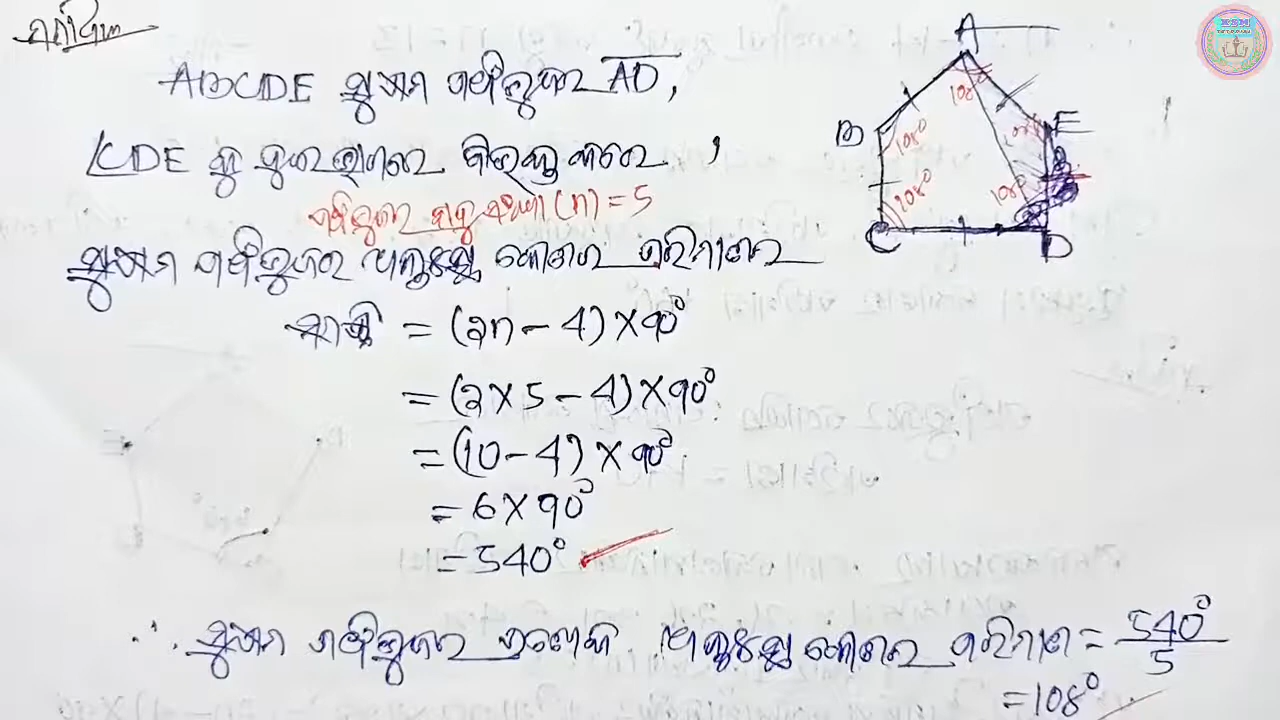 ABCDE ସୁଷମ ପଞ୍ଚଭୁଜର AD,
∠CDE କୁ ଦୁଇଭାଗରେ ବିଭକ୍ତ କରେ,
ପଞ୍ଚଭୁଜର ବାହୁ ସଂଖ୍ୟା (n) = 5
ସୁଷମ ପଞ୍ଚଭୁଜର ଅନ୍ତଃସ୍ଥ କୋଣର ପରିମାଣର
ସମଷ୍ଟି = (2n - 4) × 90°
= (2 × 5 - 4) × 90°
= (10 - 4) × 90°
= 6 × 90°
= 540°
∴ ସୁଷମ ପଞ୍ଚଭୁଜର ପ୍ରତ୍ୟେକ ଅନ୍ତଃସ୍ଥ କୋଣର ପରିମାଣ = 540°/5
= 108°
A
B
C
D
E
108
108°
108°
108°
108°
KSM